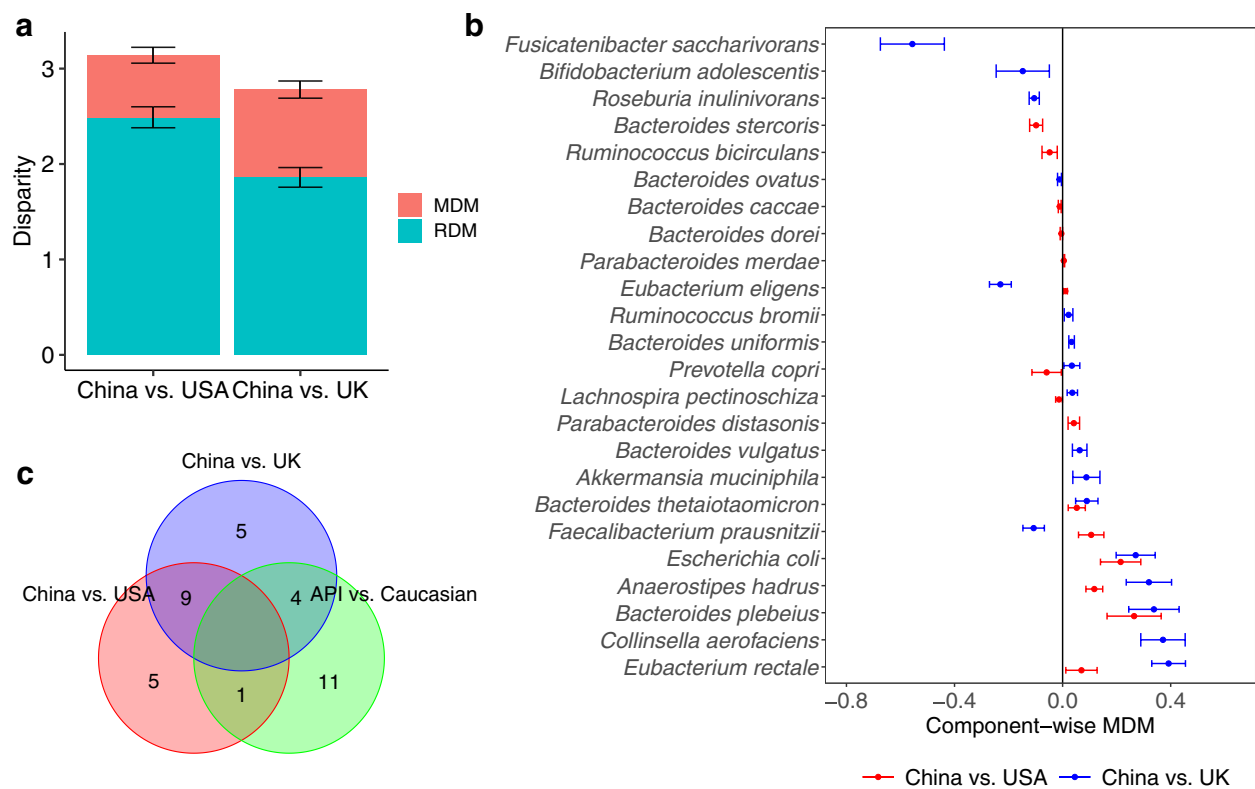 a
3
2
1
0
Disparity
China vs. USA
China vs. UK
MDM
RDM
b
Fusicatenibacter saccharivorans
Bifidobacterium adolescentis
Roseburia inulinivorans
Bacteroides stercoris
Ruminococcus bicirculans
Bacteroides ovatus
Bacteroides caccae
Bacteroides dorei
Parabacteroides merdae
Eubacterium eligens
Ruminococcus bromii
Bacteroides uniformis
Prevotella copri
Lachnospira pectinoschiza
Parabacteroides distasonis
Bacteroides vulgatus
Akkermansia muciniphila
Bacteroides thetaiotaomicron
Faecalibacterium prausnitzii
Escherichia coli
Anaerostipes hadrus
Bacteroides plebeius
Collinsella aerofaciens
Eubacterium rectale
−0.8 −0.4 0.0 0.4
Component−wise MDM
China vs. USA China vs. UK
c
China vs. UK
5
China vs. USA
9
4
API vs. Caucasian
5
1
11